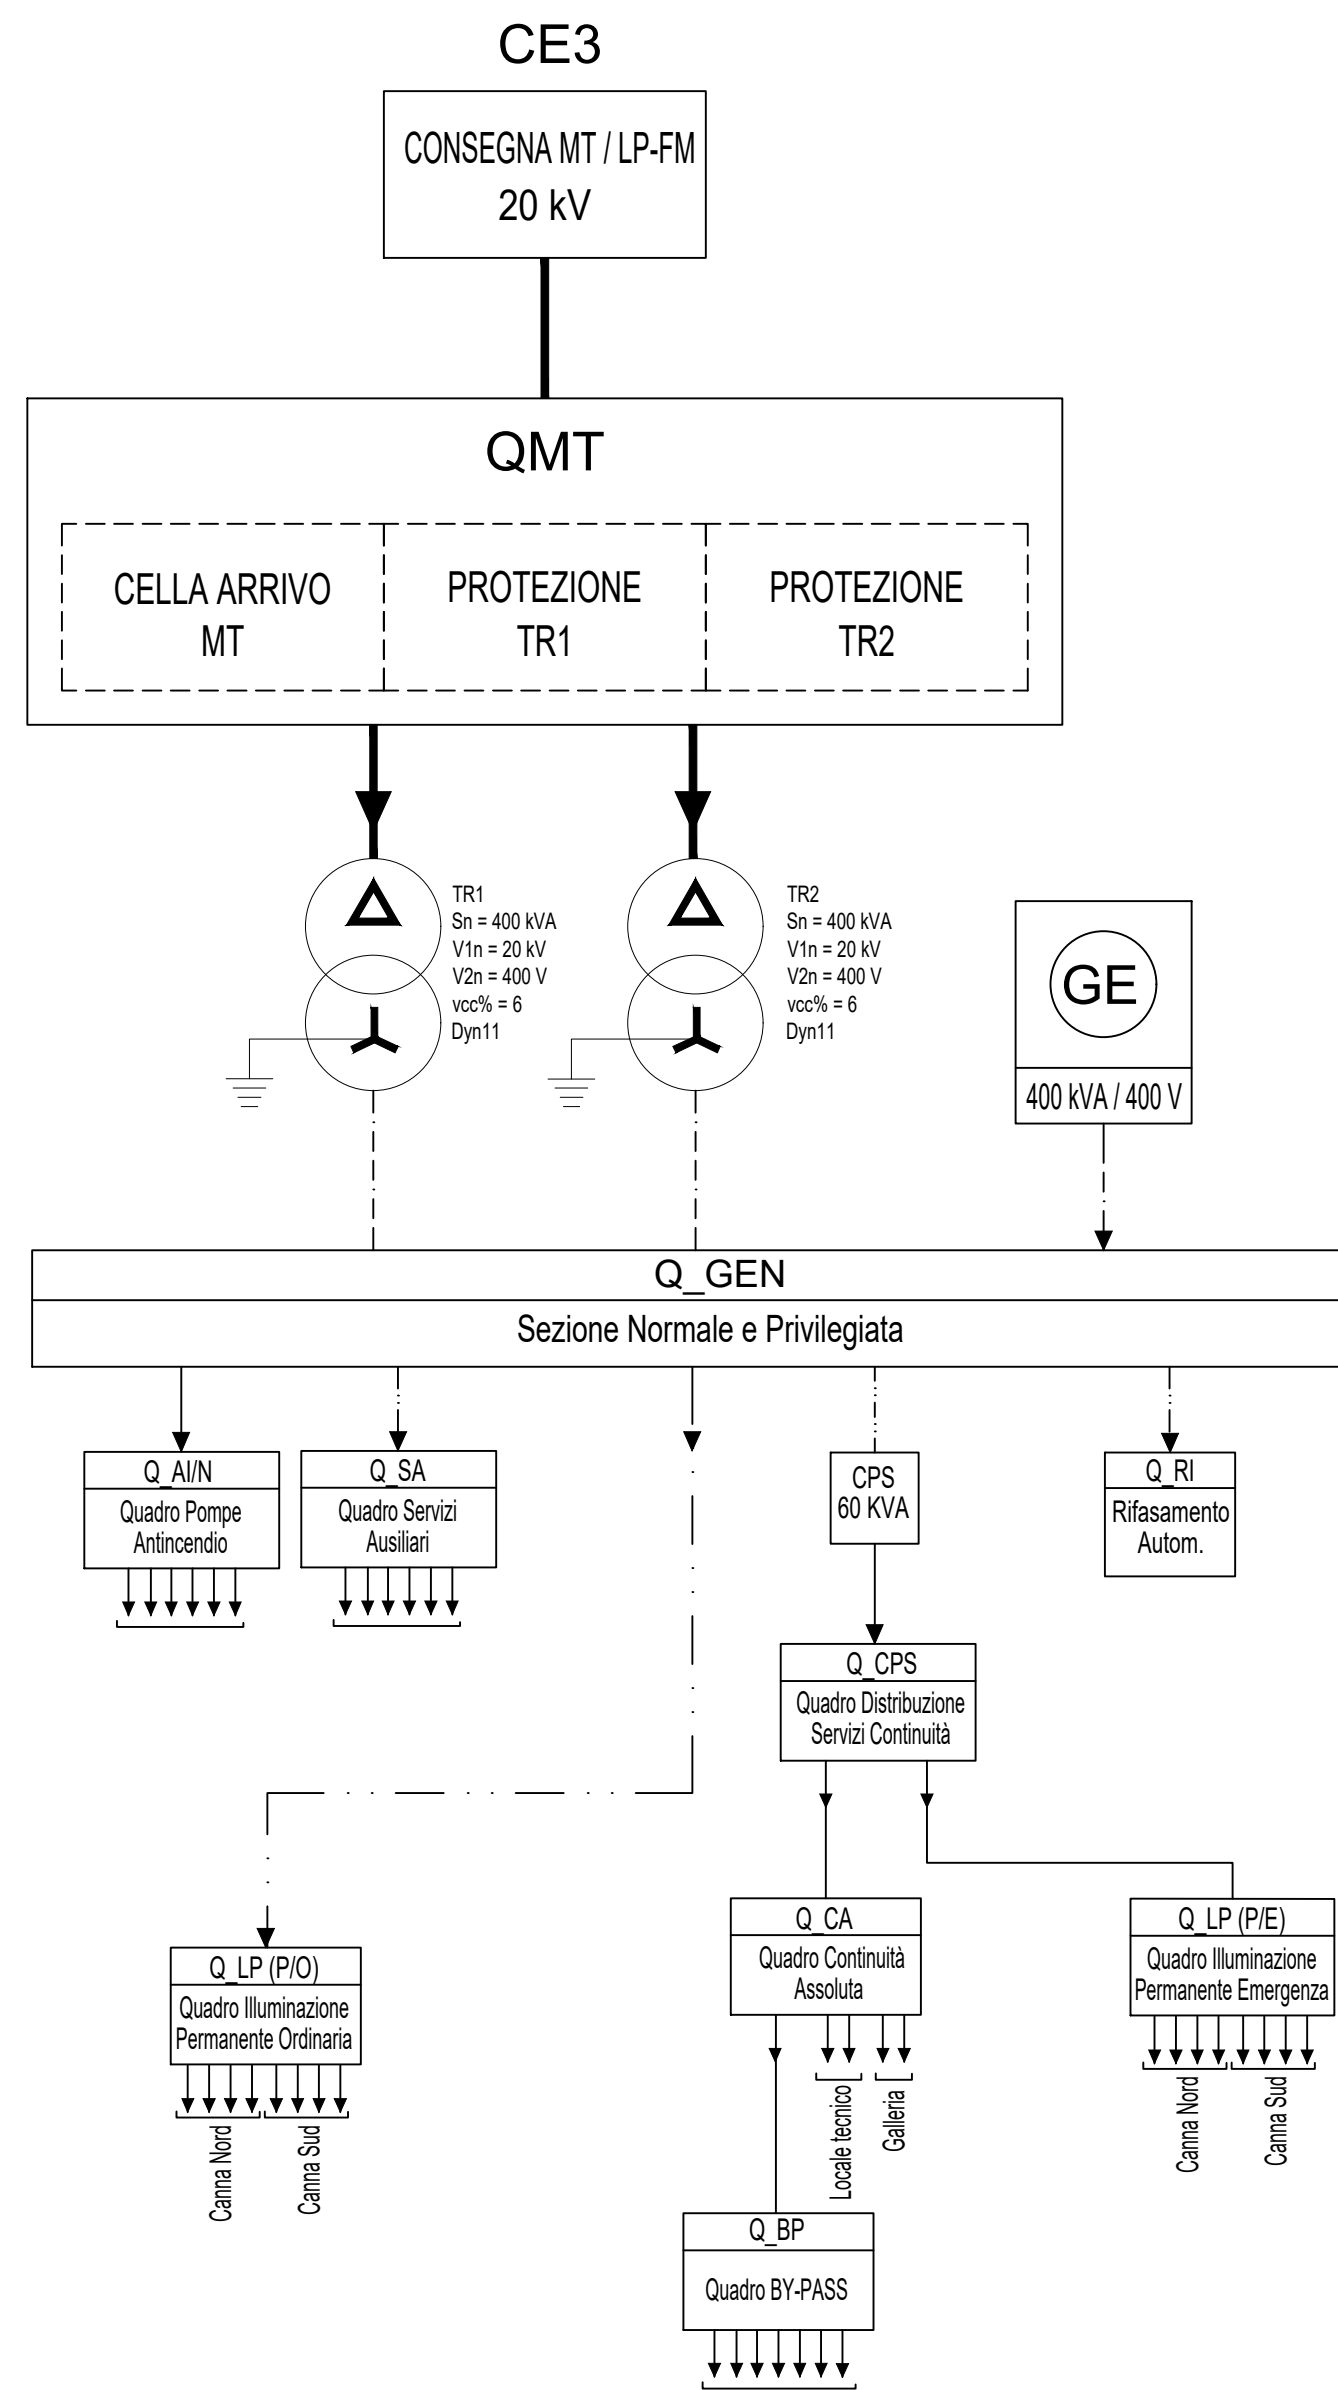 CE3
CONSEGNA MT / LP-FM
20 kV
QMT
CELLA ARRIVO
MT
PROTEZIONE
TR1
PROTEZIONE
TR2
TR1
Sn = 400 kVA
V1n = 20 kV
V2n = 400 V
vcc% = 6
Dyn11
TR2
Sn = 400 kVA
V1n = 20 kV
V2n = 400 V
vcc% = 6
Dyn11
GE
400 kVA / 400 V
Q_GEN
Sezione Normale e Privilegiata
Q_AI/N
Quadro Pompe
Antincendio
Q_SA
Quadro Servizi
Ausiliari
CPS
60 KVA
Q_RI
Rifasamento
Autom.
Q_CPS
Quadro Distribuzione
Servizi Continuità
Q_LP (P/O)
Quadro Illuminazione
Permanente Ordinaria
Canna Nord
Canna Sud
Q_CA
Quadro Continuità
Assoluta
Locale tecnico
Galleria
Q_LP (P/E)
Quadro Illuminazione
Permanente Emergenza
Canna Nord
Canna Sud
Q_BP
Quadro BY-PASS